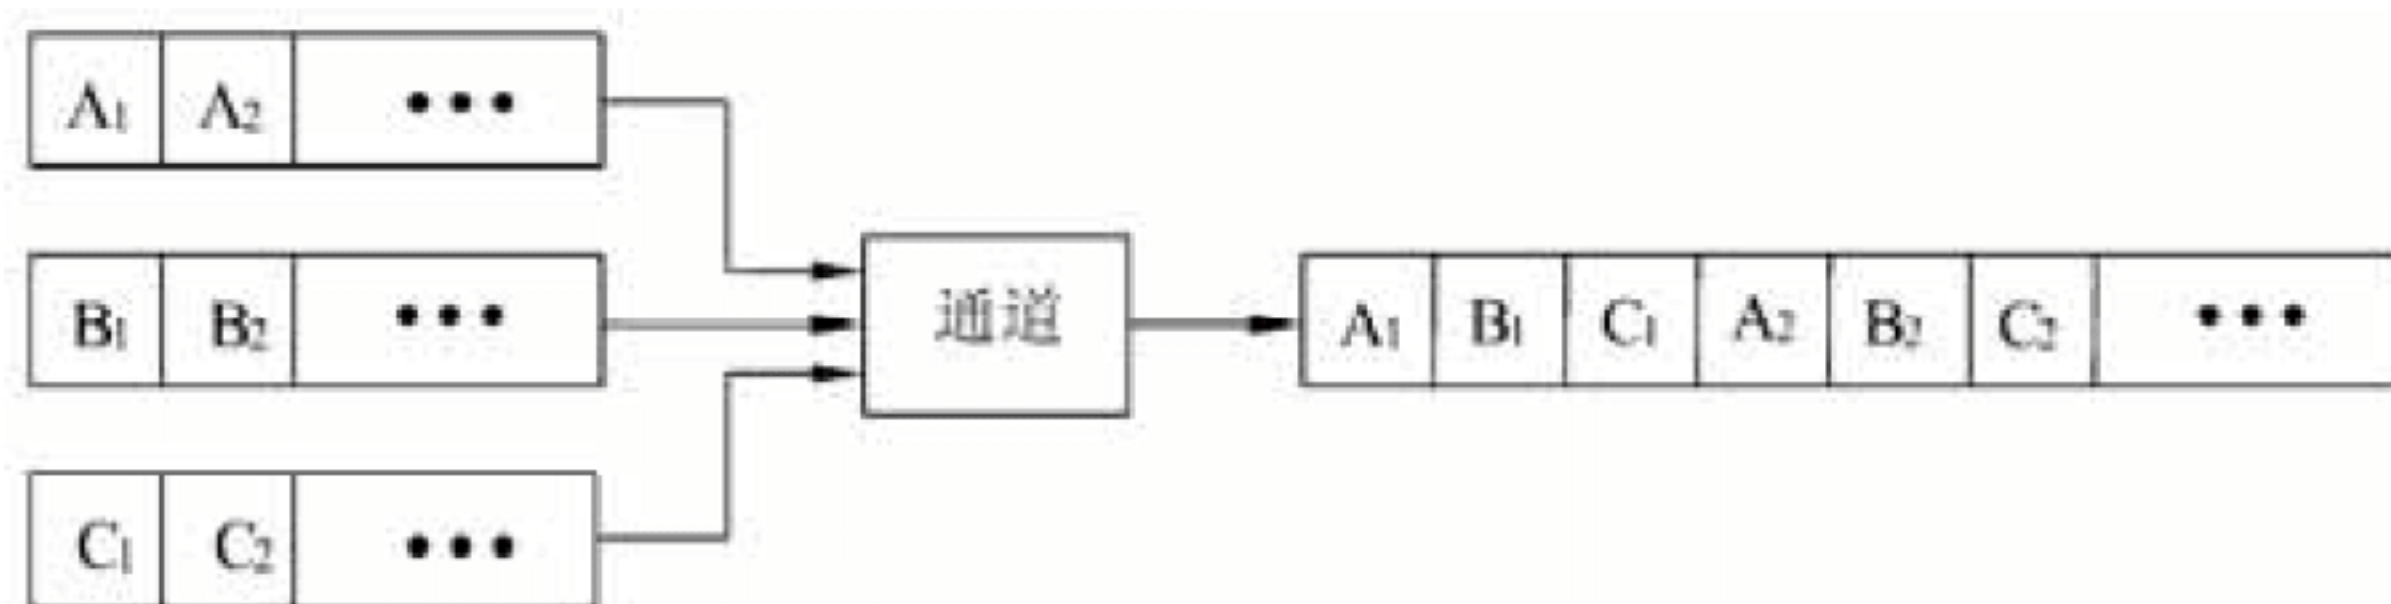 A₁ A₂ •••
B₁ B₂ •••
C₁ C₂ •••
通道
A₁ B₁ C₁ A₂ B₂ C₂ •••